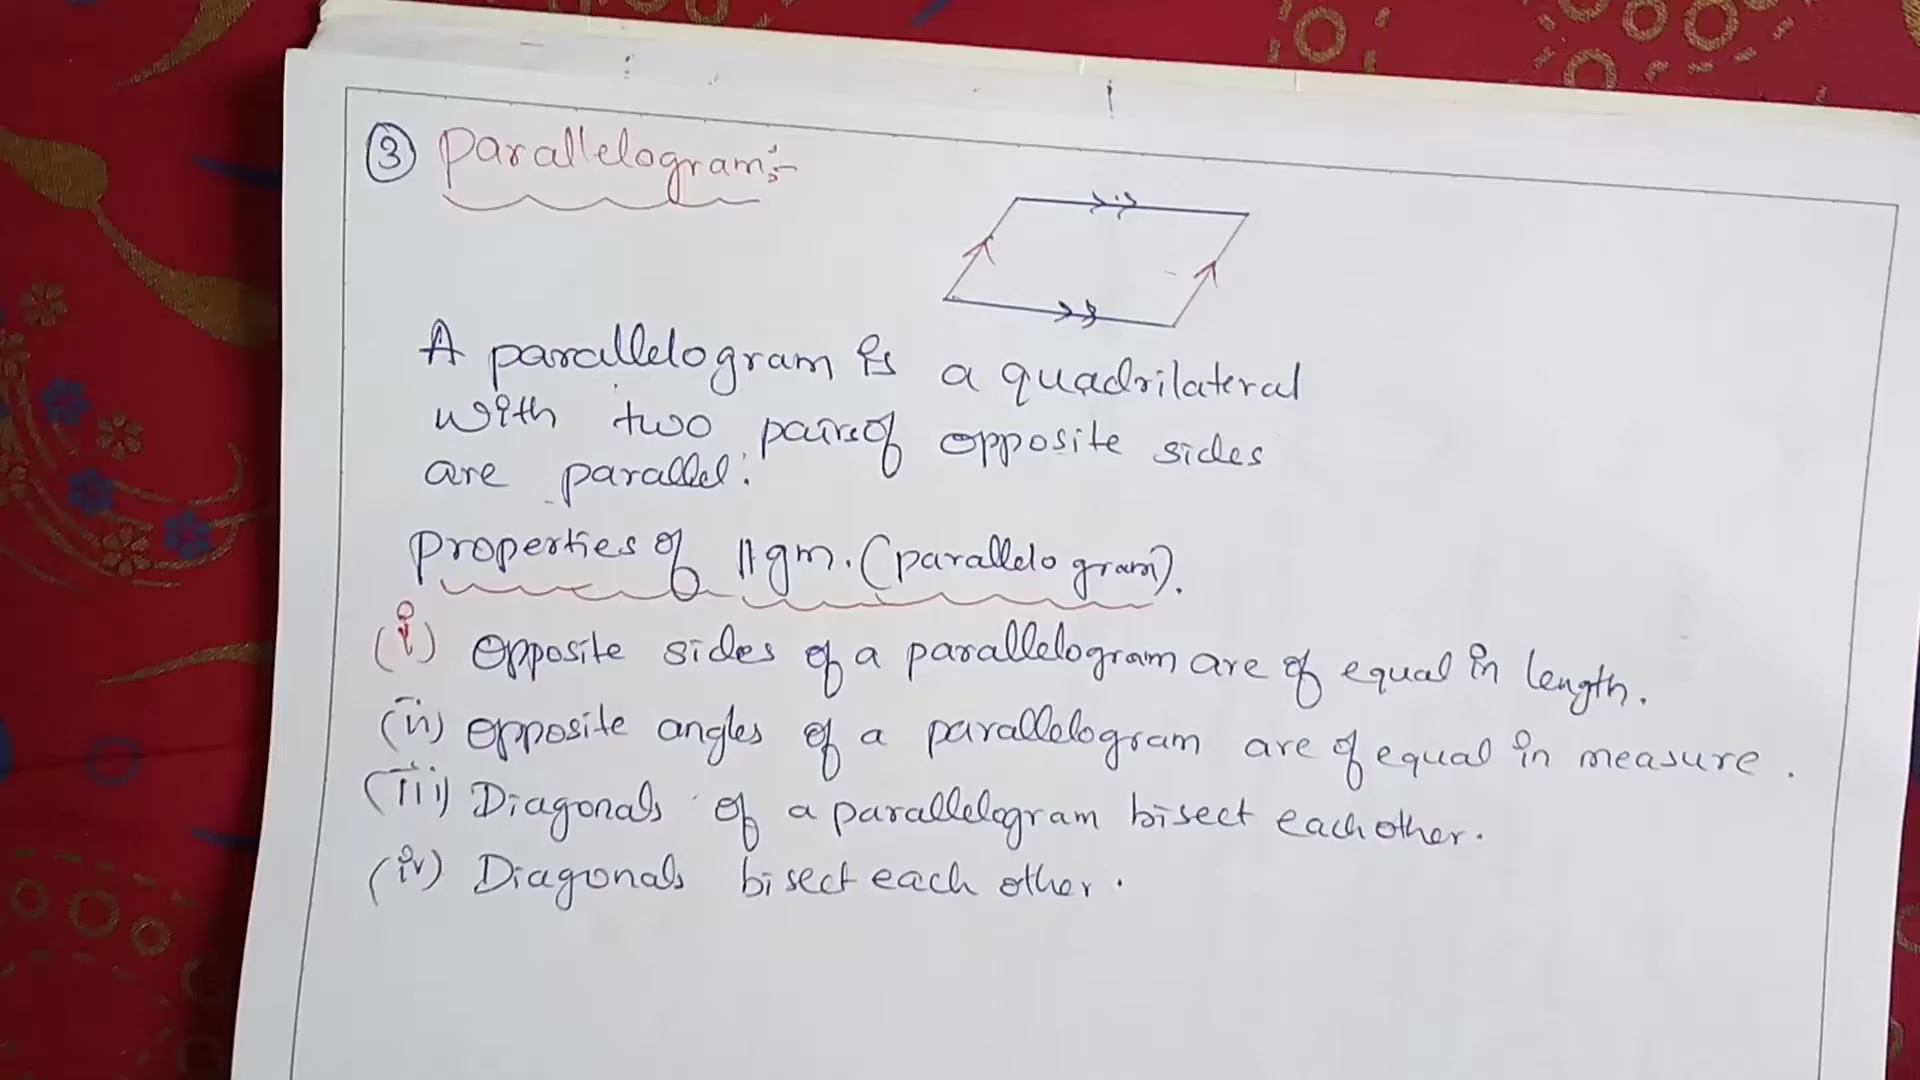 ③ Parallelogram:-
A parallelogram is a quadrilateral
with two pairs of opposite sides
are parallel.
Properties of ||gm. (parallelogram).
(i) opposite sides of a parallelogram are of equal in length.
(ii) opposite angles of a parallelogram are of equal in measure.
(iii) Diagonals of a parallelogram bisect each other.
(iv) Diagonals bisect each other.